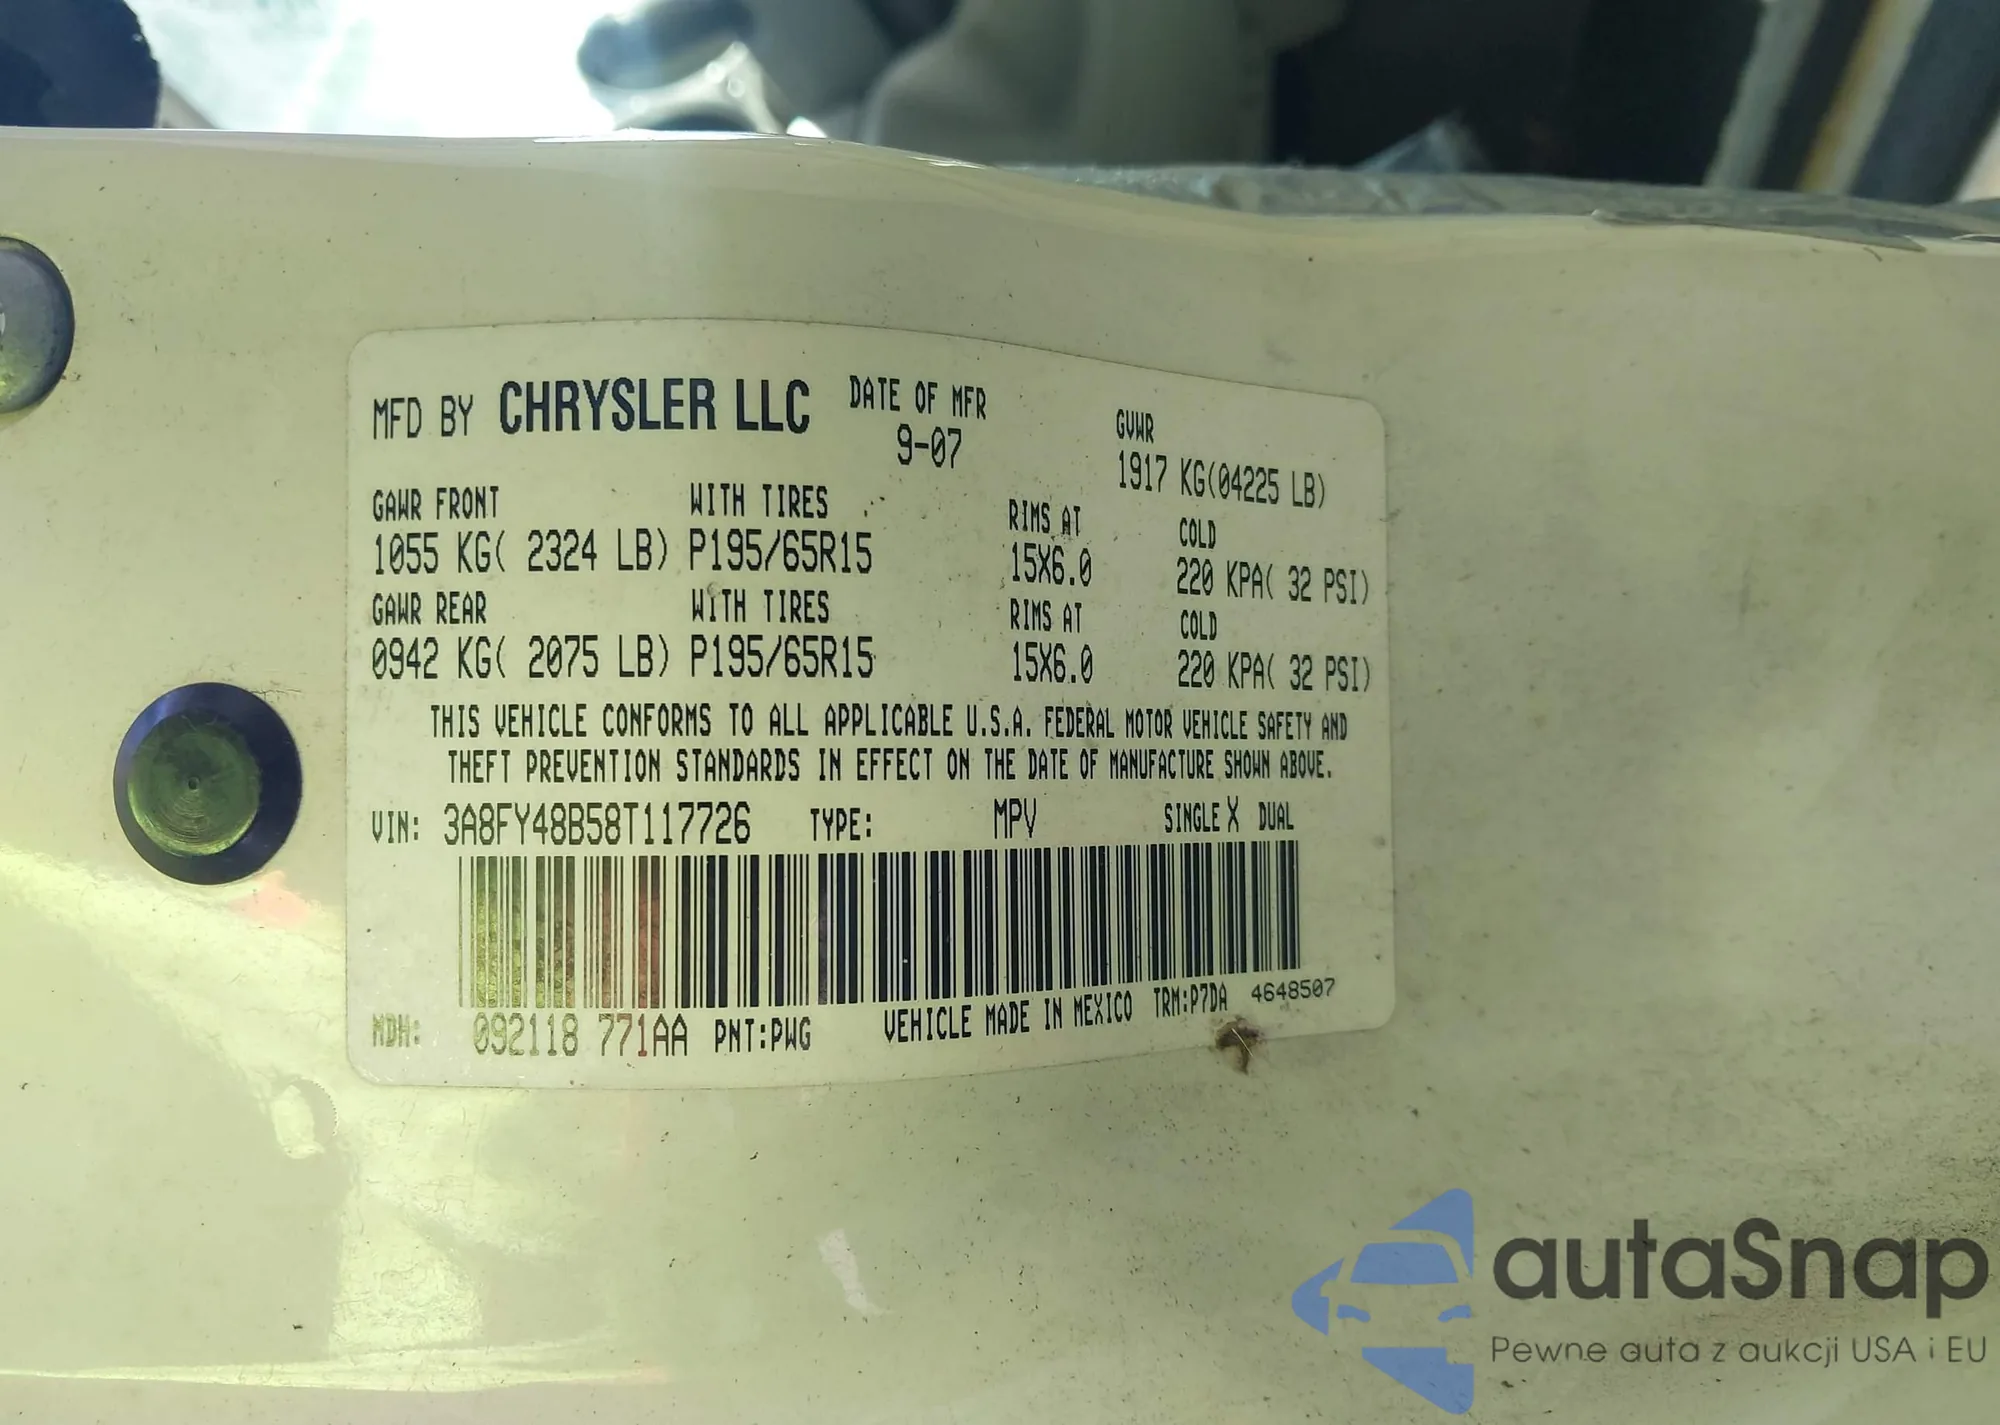 MFD BY CHRYSLER LLC DATE OF MFR GVWR
9-07 1917 KG(04225 LB)
GAWR FRONT WITH TIRES RIMS AT COLD
1055 KG( 2324 LB) P195/65R15 15X6.0 220 KPA( 32 PSI)
GAWR REAR WITH TIRES RIMS AT COLD
0942 KG( 2075 LB) P195/65R15 15X6.0 220 KPA( 32 PSI)
THIS VEHICLE CONFORMS TO ALL APPLICABLE U.S.A. FEDERAL MOTOR VEHICLE SAFETY AND
THEFT PREVENTION STANDARDS IN EFFECT ON THE DATE OF MANUFACTURE SHOWN ABOVE.
VIN: 3A8FY48B58T117726 TYPE: MPV SINGLE X DUAL
MDH: 092118 771AA PNT:PWG VEHICLE MADE IN MEXICO TRM:P7DA 4648507
autaSnap
Pewne auta z aukcji USA i EU